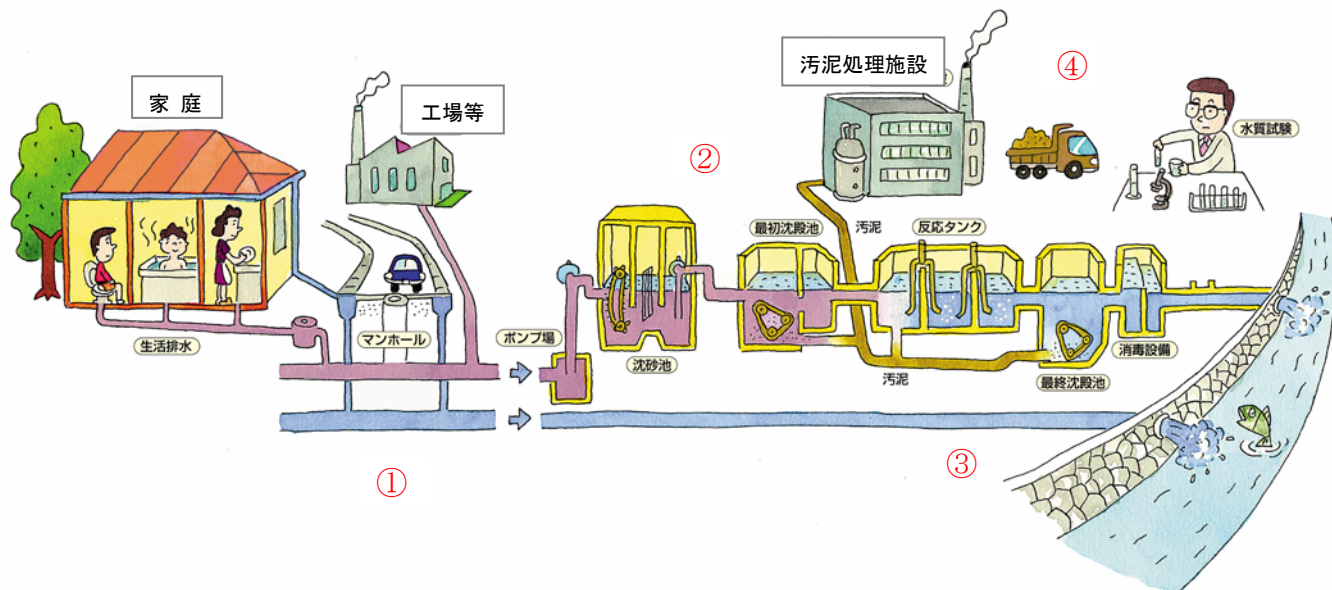 家 庭
工場等
汚泥処理施設
④
水質試験
②
最初沈殿池
汚泥
反応タンク
生活排水
マンホール
ポンプ場
沈砂池
汚泥
最終沈殿池
消毒設備
①
③